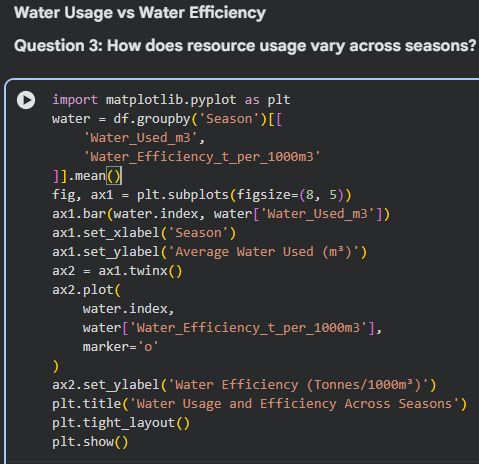 Water Usage vs Water Efficiency
Question 3: How does resource usage vary across seasons?
import matplotlib.pyplot as plt
water = df.groupby('Season')[[
    'Water_Used_m3',
    'Water_Efficiency_t_per_1000m3'
]].mean()
fig, ax1 = plt.subplots(figsize=(8, 5))
ax1.bar(water.index, water['Water_Used_m3'])
ax1.set_xlabel('Season')
ax1.set_ylabel('Average Water Used (m³)')
ax2 = ax1.twinx()
ax2.plot(
    water.index,
    water['Water_Efficiency_t_per_1000m3'],
    marker='o'
)
ax2.set_ylabel('Water Efficiency (Tonnes/1000m³)')
plt.title('Water Usage and Efficiency Across Seasons')
plt.tight_layout()
plt.show()